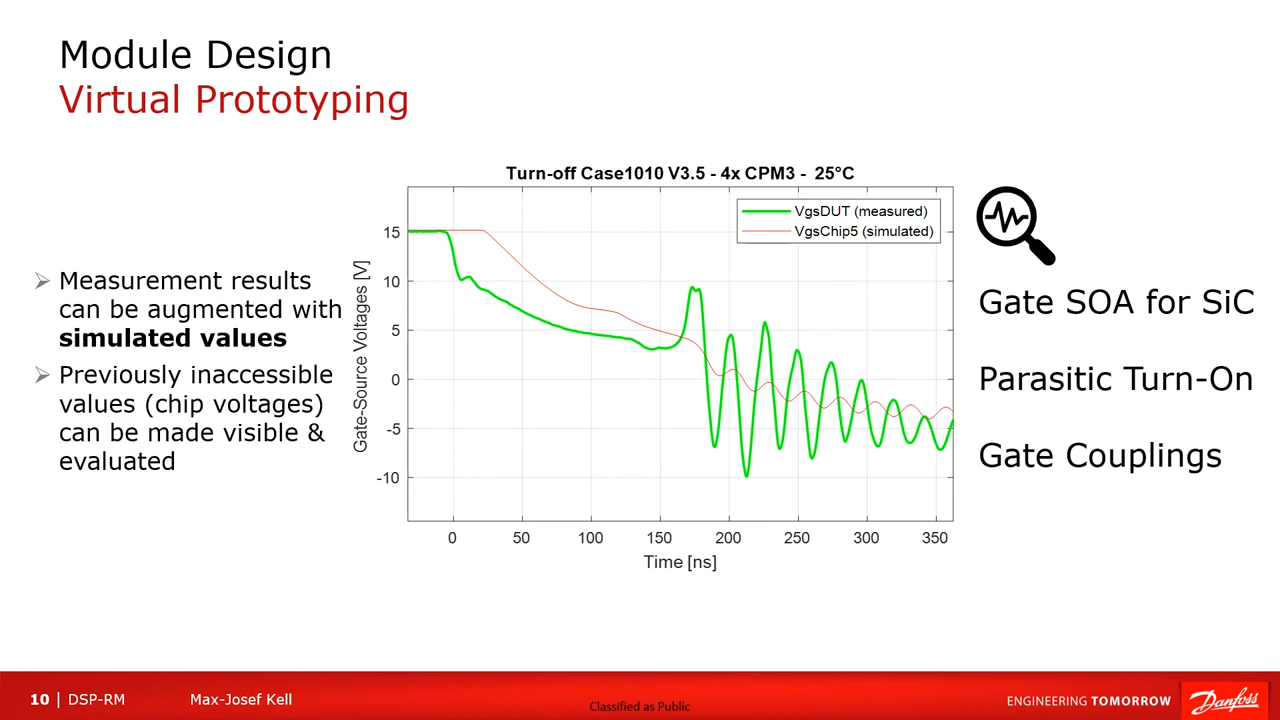 Module Design
Virtual Prototyping
Measurement results
can be augmented with
simulated values
Previously inaccessible
values (chip voltages)
can be made visible &
evaluated
Turn-off Case1010 V3.5 - 4x CPM3 - 25°C
VgsDUT (measured)
VgsChip5 (simulated)
Gate-Source Voltages [V]
15
10
5
0
-5
-10
0 50 100 150 200 250 300 350
Time [ns]
Gate SOA for SiC
Parasitic Turn-On
Gate Couplings
10 | DSP-RM Max-Josef Kell
Classified as Public
ENGINEERING TOMORROW
Danfoss